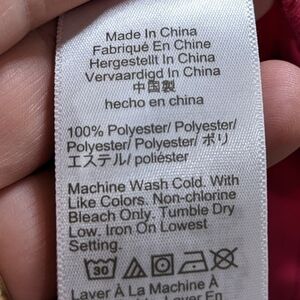 Made In China
Fabriqué En Chine
Hergestellt In China
Vervaardigd In China
中国製
hecho en china
100% Polyester/ Polyester/
Polyester/ Polyester/ ポリ
エステル/ poliéster
Machine Wash Cold. With
Like Colors. Non-chlorine
Bleach Only. Tumble Dry
Low. Iron On Lowest
Setting.
30
Laver À La Machine À